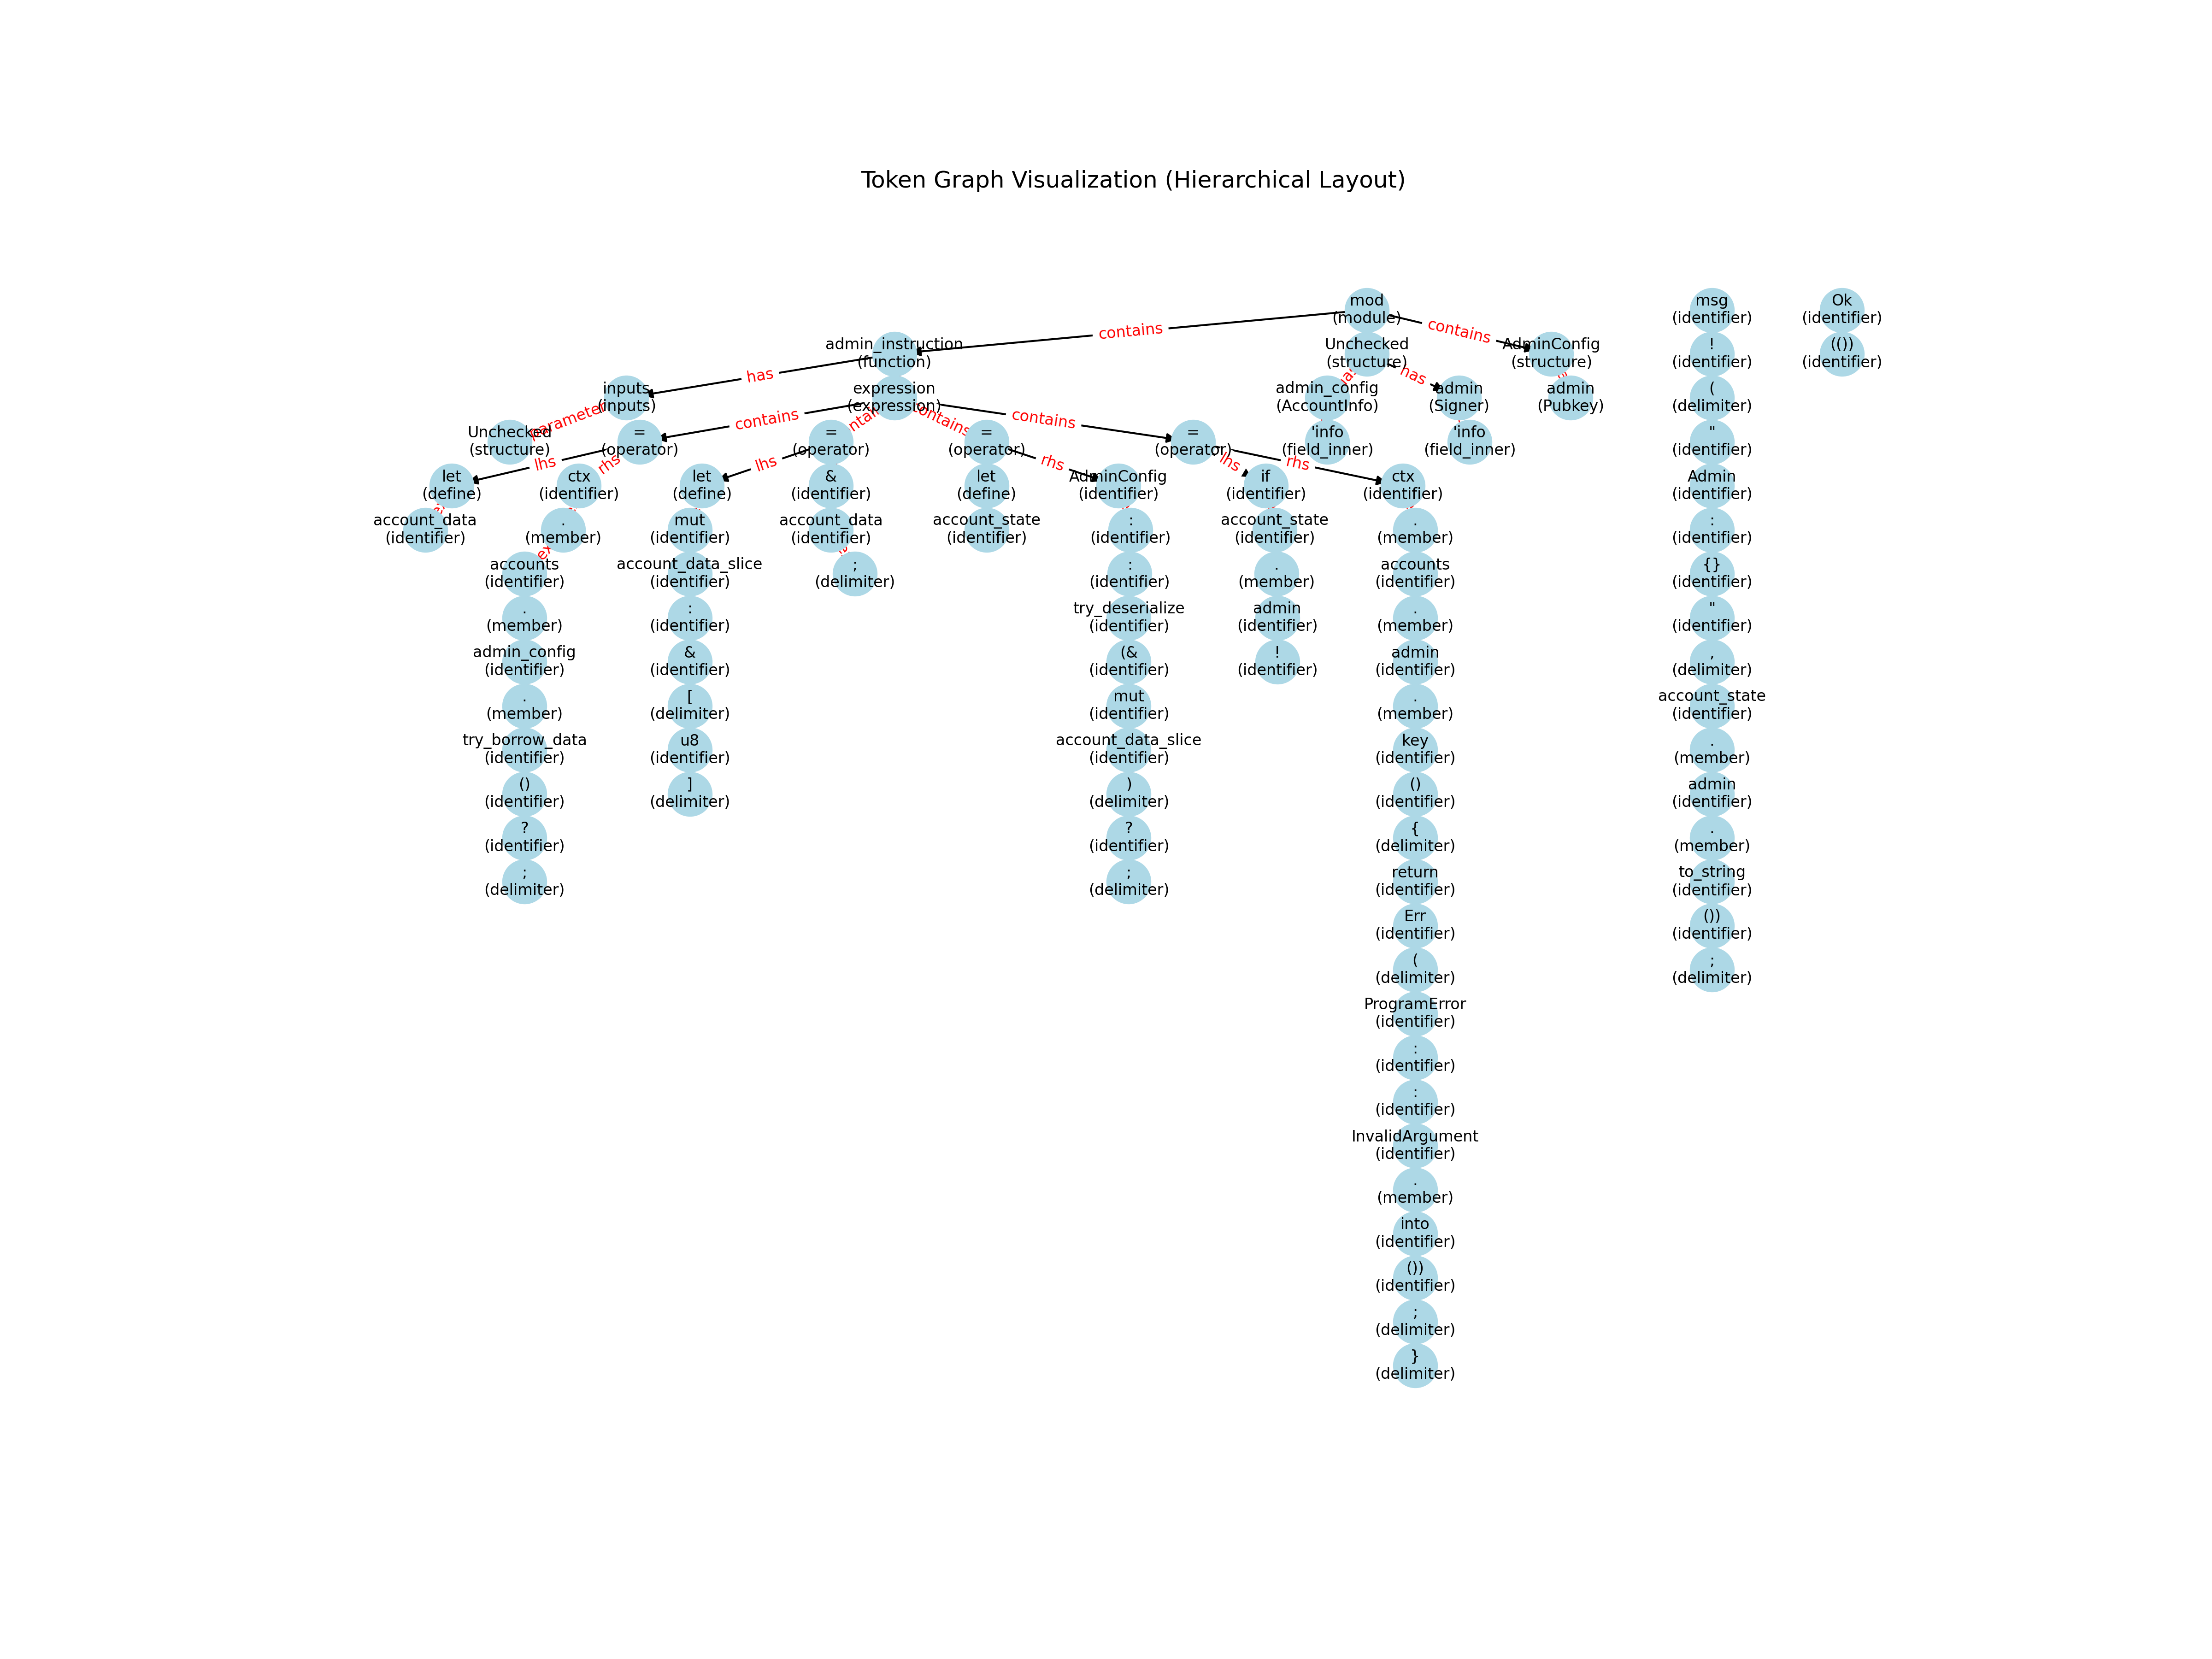 Token Graph Visualization (Hierarchical Layout)
mod
(module)
msg
(identifier)
Ok
(identifier)
contains
contains
admin_instruction
(function)
Unchecked
(structure)
AdminConfig
(structure)
!
(identifier)
(())
(identifier)
has
has
inputs
(inputs)
expression
(expression)
admin_config
(AccountInfo)
admin
(Signer)
admin
(Pubkey)
(
(delimiter)
parameter
contains
contains
contains
Unchecked
(structure)
=
(operator)
=
(operator)
=
(operator)
=
(operator)
'info
(field_inner)
'info
(field_inner)
"
(identifier)
lhs
rhs
lhs
rhs
lhs
rhs
let
(define)
ctx
(identifier)
let
(define)
&
(identifier)
let
(define)
AdminConfig
(identifier)
if
(identifier)
ctx
(identifier)
Admin
(identifier)
account_data
(identifier)
.
(member)
mut
(identifier)
account_data
(identifier)
account_state
(identifier)
:
(identifier)
account_state
(identifier)
.
(member)
:
(identifier)
accounts
(identifier)
account_data_slice
(identifier)
;
(delimiter)
:
(identifier)
.
(member)
accounts
(identifier)
{}
(identifier)
.
(member)
:
(identifier)
try_deserialize
(identifier)
admin
(identifier)
.
(member)
"
(identifier)
admin_config
(identifier)
&
(identifier)
(&
(identifier)
!
(identifier)
admin
(identifier)
,
(delimiter)
.
(member)
[
(delimiter)
mut
(identifier)
.
(member)
account_state
(identifier)
try_borrow_data
(identifier)
u8
(identifier)
account_data_slice
(identifier)
key
(identifier)
.
(member)
()
(identifier)
]
(delimiter)
)
(delimiter)
()
(identifier)
admin
(identifier)
?
(identifier)
?
(identifier)
{
(delimiter)
.
(member)
;
(delimiter)
;
(delimiter)
return
(identifier)
to_string
(identifier)
Err
(identifier)
())
(identifier)
(
(delimiter)
;
(delimiter)
ProgramError
(identifier)
:
(identifier)
:
(identifier)
InvalidArgument
(identifier)
.
(member)
into
(identifier)
())
(identifier)
;
(delimiter)
}
(delimiter)